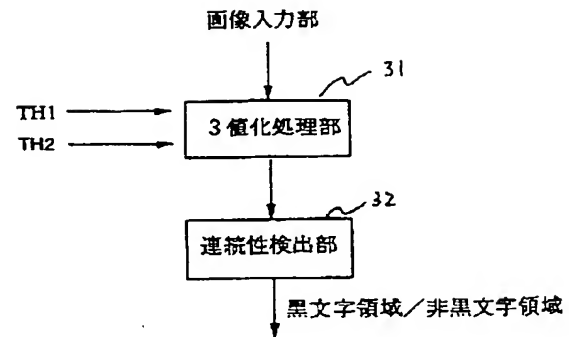 画像入力部
31
TH1
3値化処理部
TH2
32
連続性検出部
黒文字領域/非黒文字領域